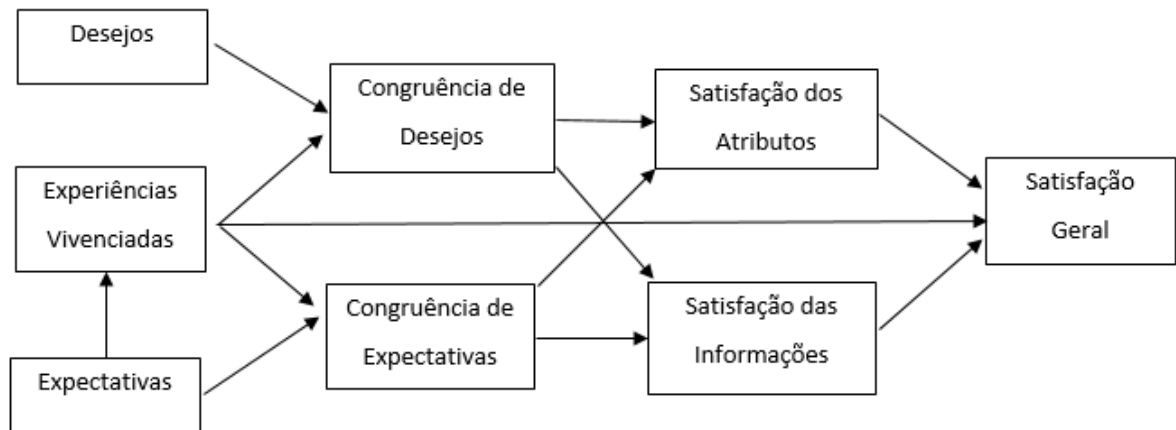 Desejos
Congruência de
Desejos
Satisfação dos
Atributos
Experiências
Vivenciadas
Satisfação
Geral
Congruência de
Expectativas
Satisfação das
Informações
Expectativas